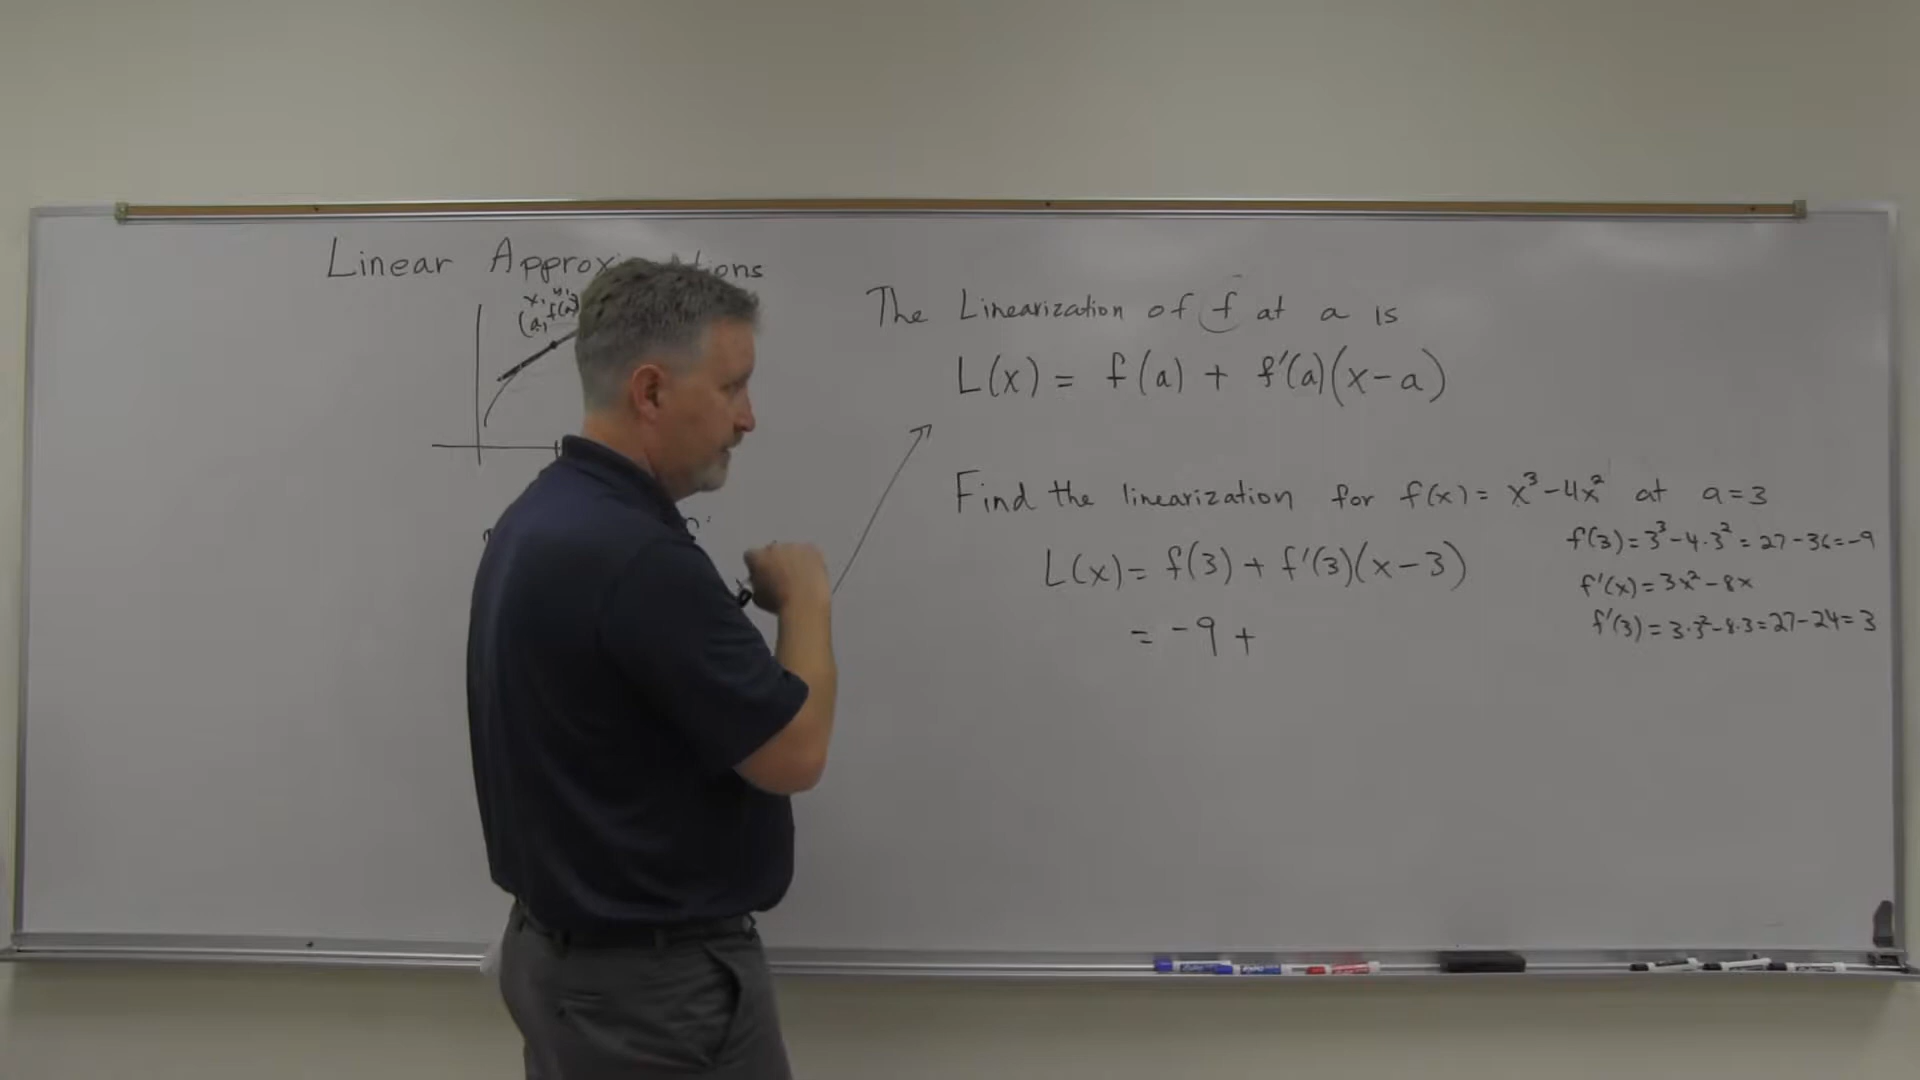 Linear Approximations
x, y,
(a, f(a)
The Linearization of f at a is
L(x) = f(a) + f'(a)(x-a)
Find the linearization for f(x) = x³-4x² at a=3
f(3)=3³-4·3²=27-36=-9
L(x)= f(3)+f'(3)(x-3)
f'(x)=3x²-8x
= -9 +
f'(3)=3·3²-8·3=27-24=3